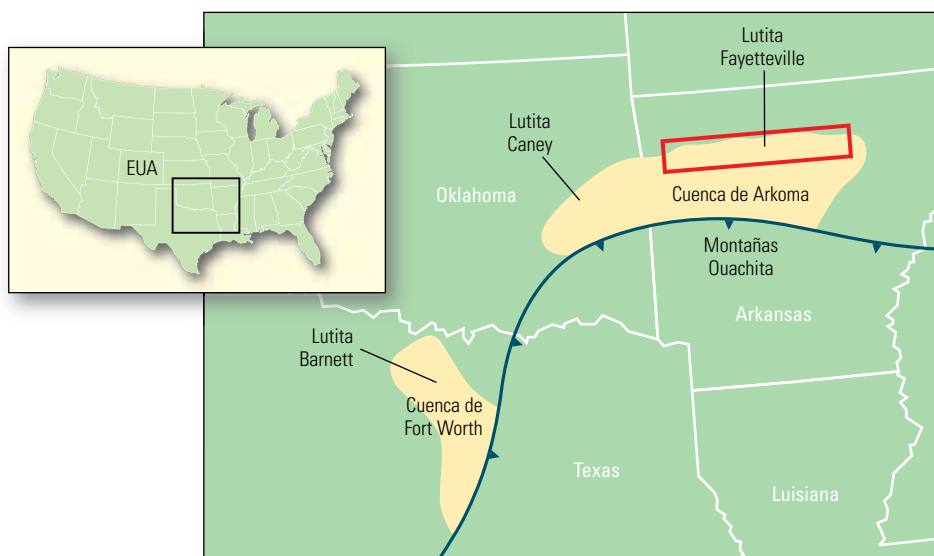 EUA
Lutita
Fayetteville
Lutita
Caney
Oklahoma
Cuenca de Arkoma
Montañas
Ouachita
Arkansas
Lutita
Barnett
Cuenca de
Fort Worth
Texas
Luisiana